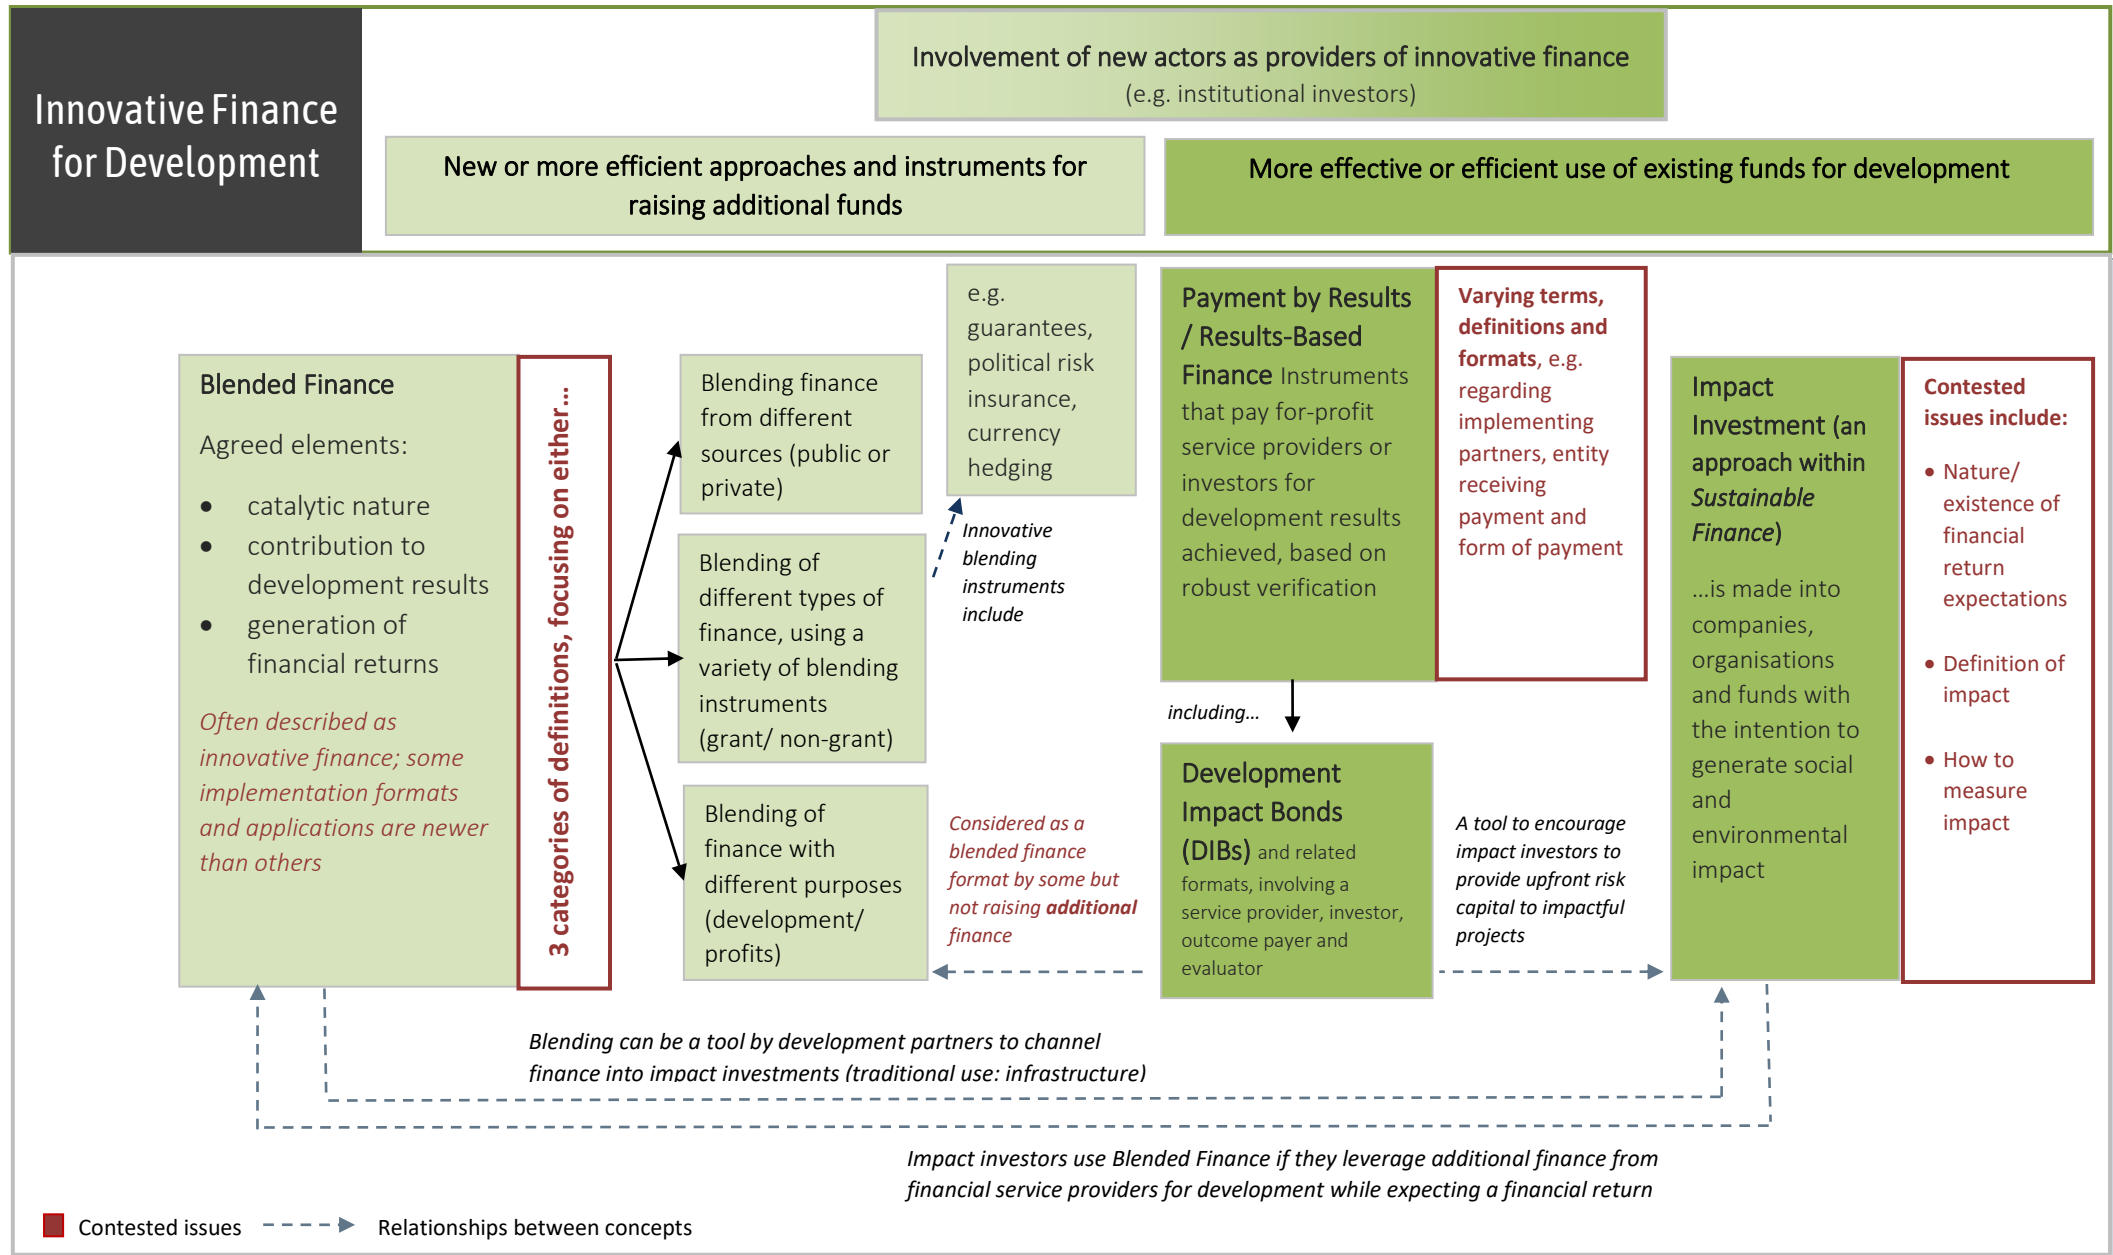 Innovative Finance
for Development
Involvement of new actors as providers of innovative finance
(e.g. institutional investors)
New or more efficient approaches and instruments for
raising additional funds
More effective or efficient use of existing funds for development
Blended Finance
Agreed elements:
• catalytic nature
• contribution to
development results
• generation of
financial returns
Often described as
innovative finance; some
implementation formats
and applications are newer
than others
3 categories of definitions, focusing on either…
Blending finance
from different
sources (public or
private)
Blending of
different types of
finance, using a
variety of blending
instruments
(grant/ non-grant)
Blending of
finance with
different purposes
(development/
profits)
e.g.
guarantees,
political risk
insurance,
currency
hedging
Innovative
blending
instruments
include
Considered as a
blended finance
format by some but
not raising additional
finance
Payment by Results
/ Results-Based
Finance Instruments
that pay for-profit
service providers or
investors for
development results
achieved, based on
robust verification
Varying terms,
definitions and
formats, e.g.
regarding
implementing
partners, entity
receiving
payment and
form of payment
including…
Development
Impact Bonds
(DIBs) and related
formats, involving a
service provider, investor,
outcome payer and
evaluator
A tool to encourage
impact investors to
provide upfront risk
capital to impactful
projects
Impact
Investment (an
approach within
Sustainable
Finance)
…is made into
companies,
organisations
and funds with
the intention to
generate social
and
environmental
impact
Contested
issues include:
• Nature/
existence of
financial
return
expectations
• Definition of
impact
• How to
measure
impact
Blending can be a tool by development partners to channel
finance into impact investments (traditional use: infrastructure)
Impact investors use Blended Finance if they leverage additional finance from
financial service providers for development while expecting a financial return
Contested issues
Relationships between concepts